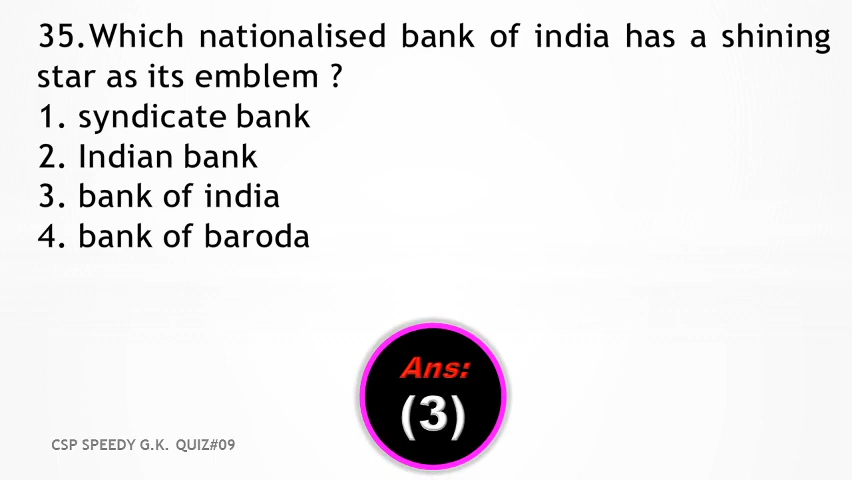 35.Which nationalised bank of india has a shining
star as its emblem ?
1. syndicate bank
2. Indian bank
3. bank of india
4. bank of baroda
Ans:
(3)
CSP SPEEDY G.K. QUIZ#09